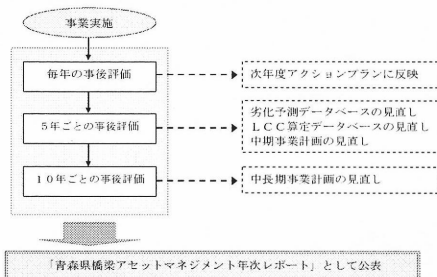 事業実施
毎年の事後評価
次年度アクションプランに反映
5年ごとの事後評価
劣化予測データベースの見直し
LCC算定データベースの見直し
中期事業計画の見直し
10年ごとの事後評価
中長期事業計画の見直し
「青森県橋梁アセットマネジメント年次レポート」として公表